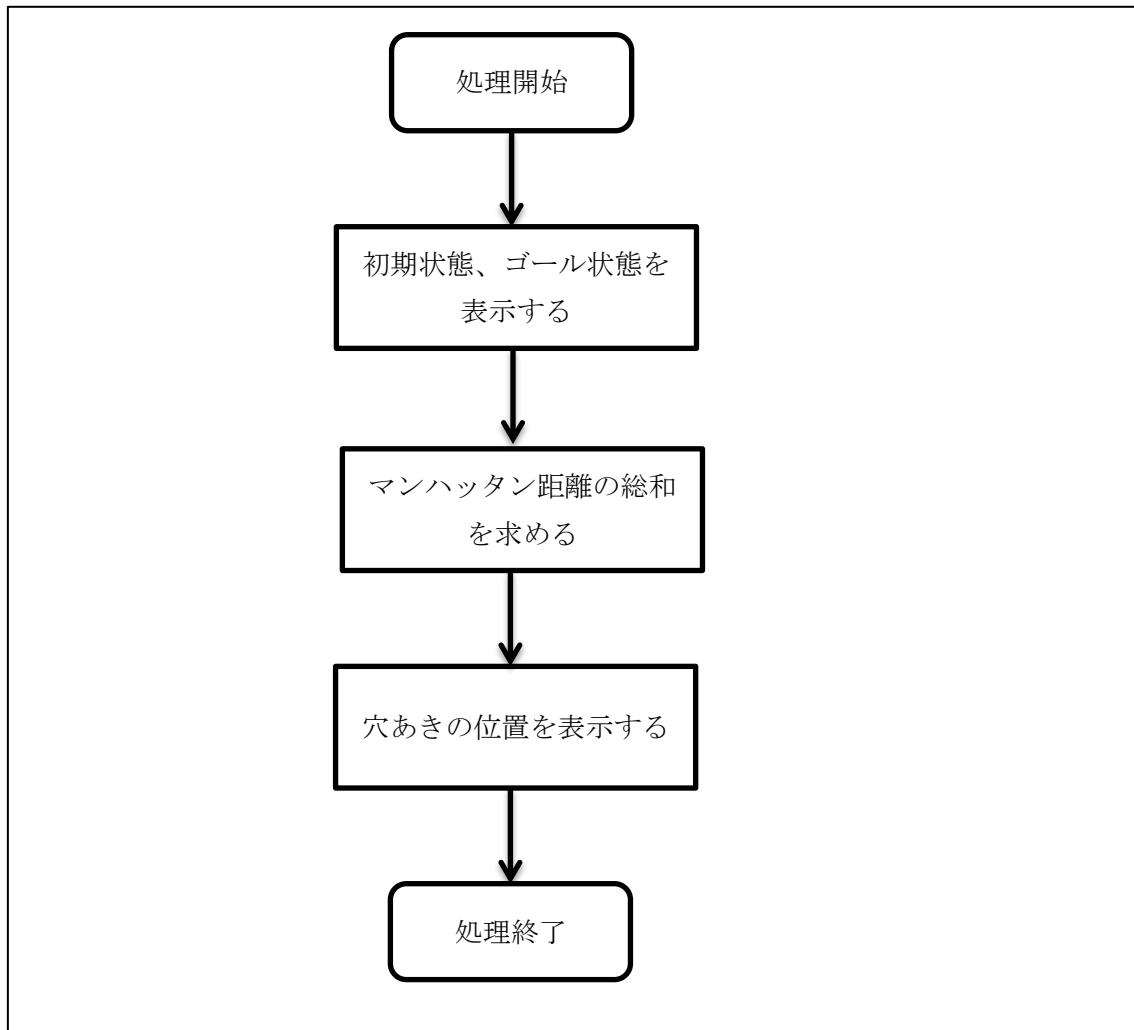 処理開始
初期状態、ゴール状態を
表示する
マンハッタン距離の総和
を求める
穴あきの位置を表示する
処理終了